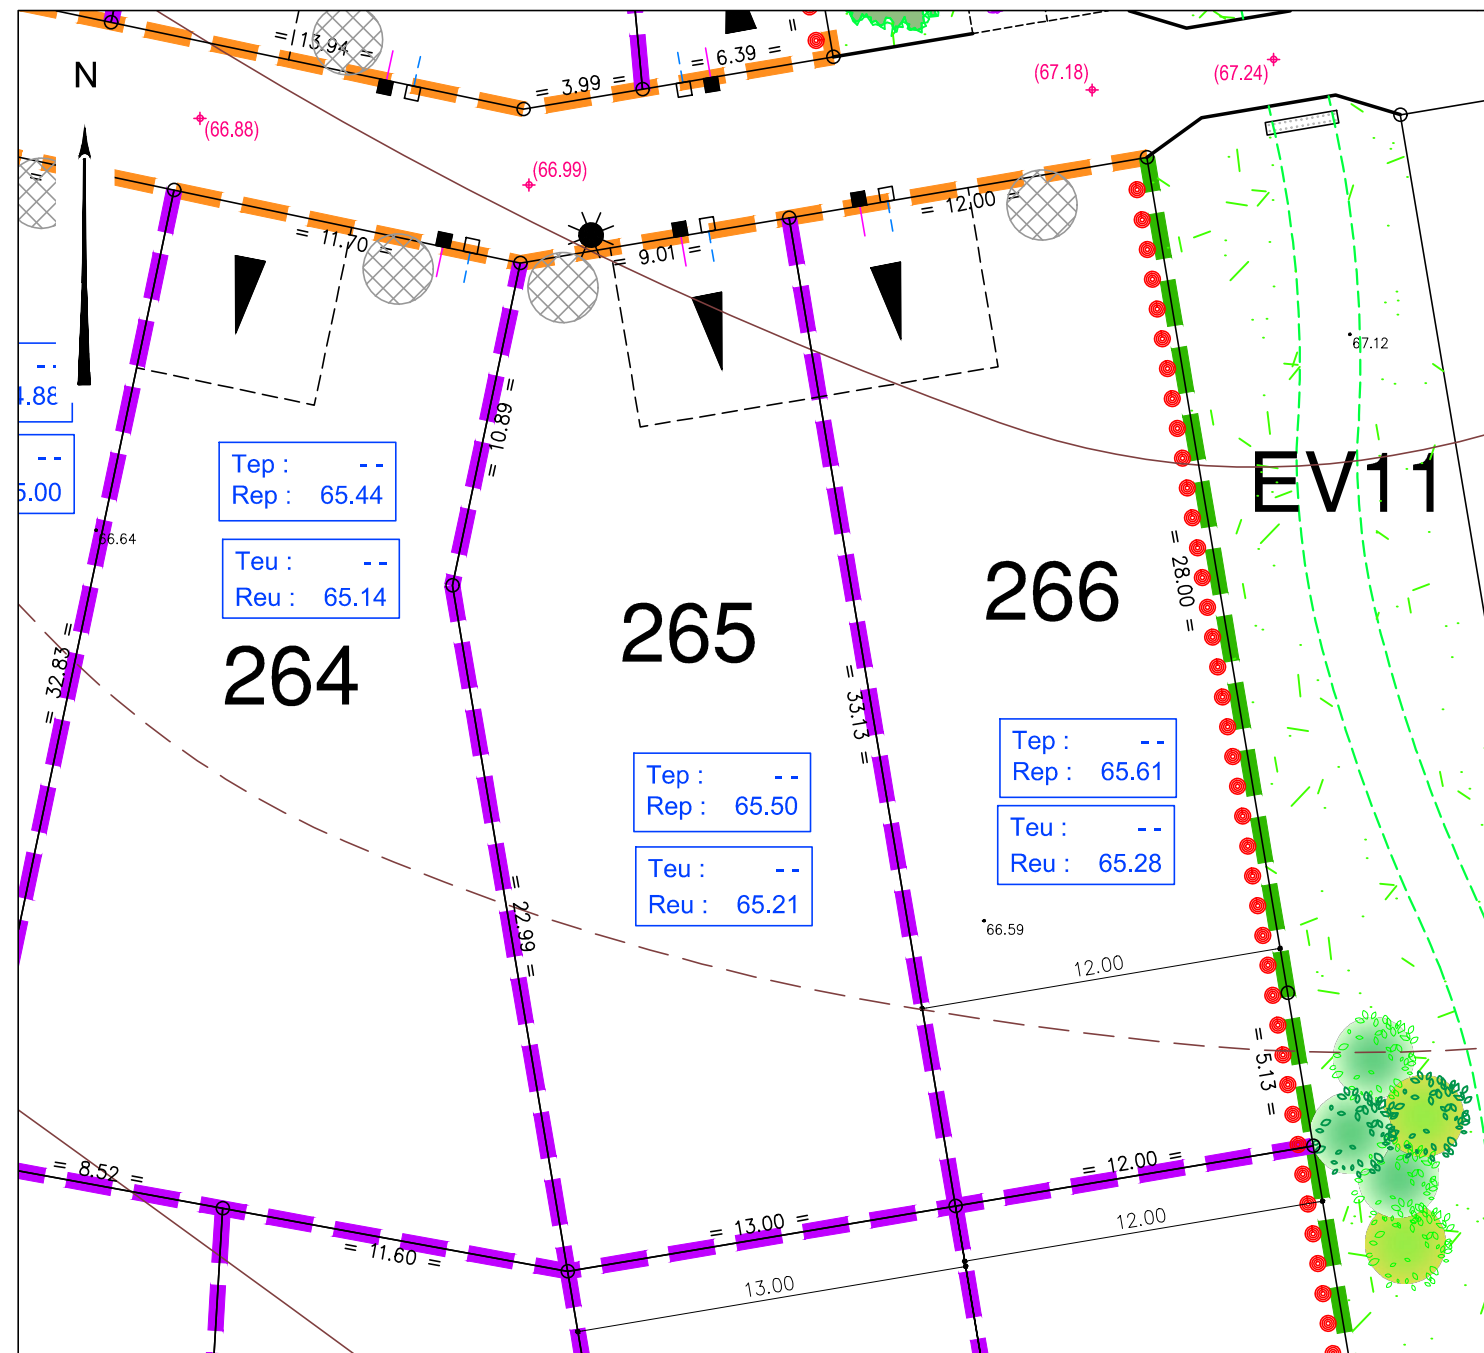 = 13.94 =
= 3.99 =
= 6.39 =
=
(67.18)
(67.24)
N
(66.88)
(66.99)
=
= 11.70 =
= 9.01 =
= 12.00 =
67.12
= 10.89 =
--
--
5.00
Tep : --
Rep : 65.44
Teu : --
Reu : 65.14
EV11
66.64
= 28.00 =
264
265
266
= 32.83 =
= 33.13 =
Tep : --
Rep : 65.50
Teu : --
Reu : 65.21
Tep : --
Rep : 65.61
Teu : --
Reu : 65.28
= 22.99 =
66.59
12.00
= 5.13 =
= 8.52 =
= 11.60 =
= 13.00 =
= 12.00 =
12.00
13.00